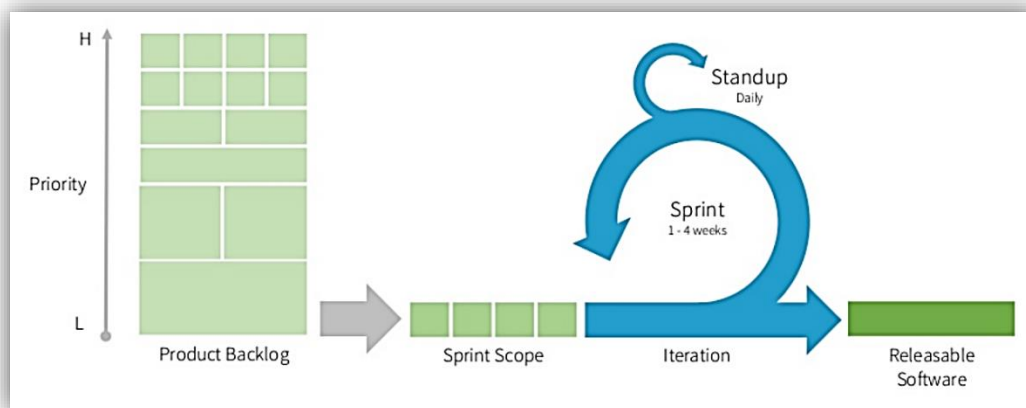 H
Priority
L
Product Backlog
Sprint Scope
Standup
Daily
Sprint
1 - 4 weeks
Iteration
Releasable
Software